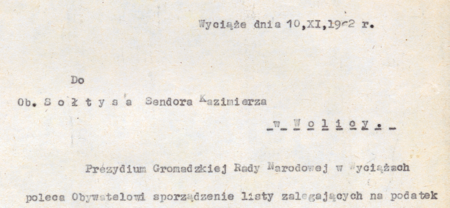 Wyciąże dnia 10,XI,1962 r.
Do
Ob. S o ł t y s a Sendora Kazimierza
w W o l i c y .
Prezydium Gromadzkiej Rady Narodowej w Wyciążach
poleca Obywatelowi sporządzenie listy zalegających na podatek